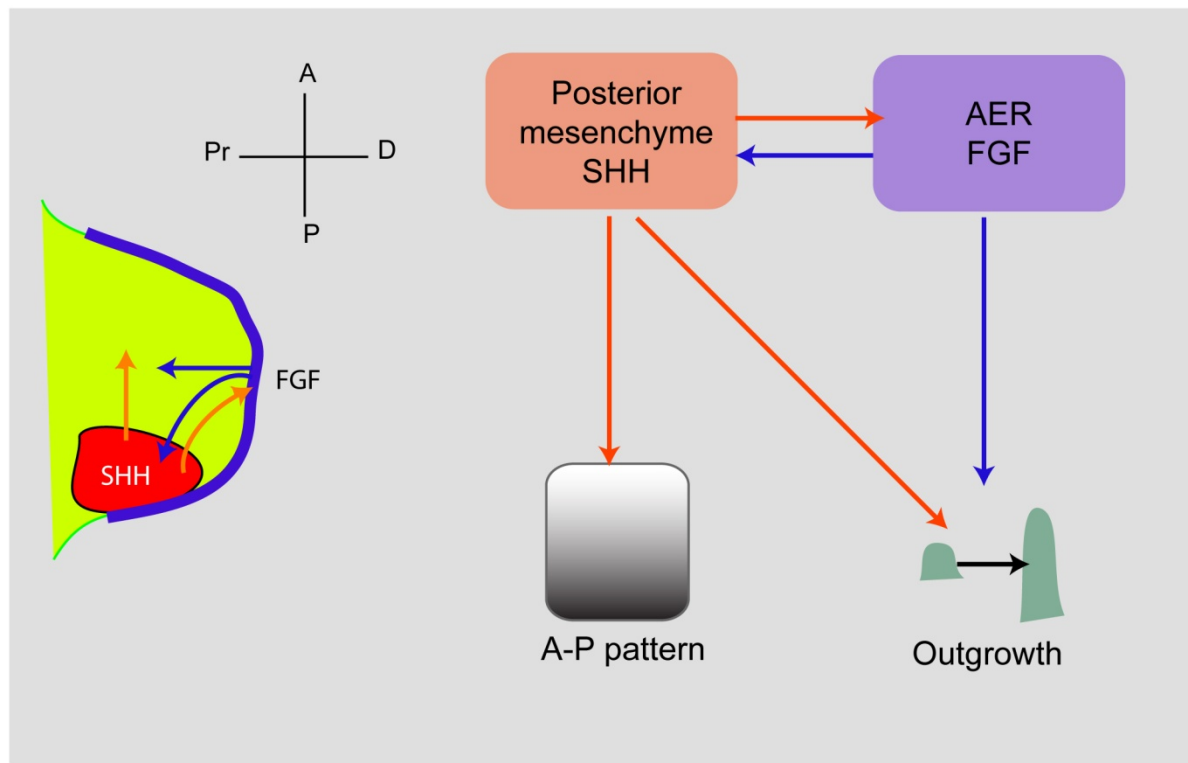 A
Pr
D
P
FGF
SHH
Posterior
mesenchyme
SHH
AER
FGF
A-P pattern
Outgrowth